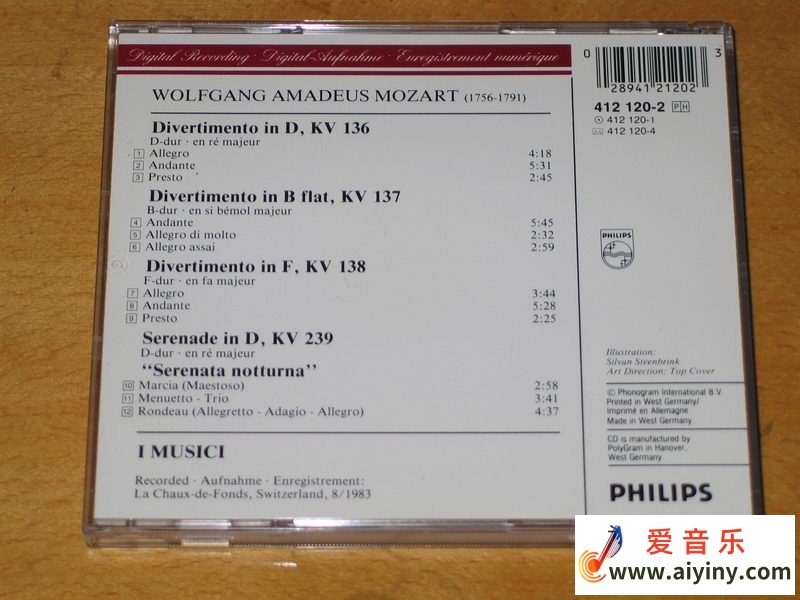 Digital Recording · Digital-Aufnahme · Enregistrement numérique
WOLFGANG AMADEUS MOZART (1756-1791)
Divertimento in D, KV 136
D-dur · en ré majeur
1 Allegro 4:18
2 Andante 5:31
3 Presto 2:45
Divertimento in B flat, KV 137
B-dur · en si bémol majeur
4 Andante 5:45
5 Allegro di molto 2:32
6 Allegro assai 2:59
Divertimento in F, KV 138
F-dur · en fa majeur
7 Allegro 3:44
8 Andante 5:28
9 Presto 2:25
Serenade in D, KV 239
D-dur · en ré majeur
“Serenata notturna”
10 Marcia (Maestoso) 2:58
11 Menuetto - Trio 3:41
12 Rondeau (Allegretto - Adagio - Allegro) 4:37
I MUSICI
Recorded · Aufnahme · Enregistrement:
La Chaux-de-Fonds, Switzerland, 8/1983
0 28941 21202 3
412 120-2 PH
412 120-1
412 120-4
PHILIPS
Illustration:
Silvan Steenbrink
Art Direction: Top Cover
© Phonogram International B.V.
Printed in West Germany/
Imprimé en Allemagne
Made in West Germany
CD is manufactured by
PolyGram in Hanover,
West Germany
PHILIPS
爱音乐
www.aiyiny.com